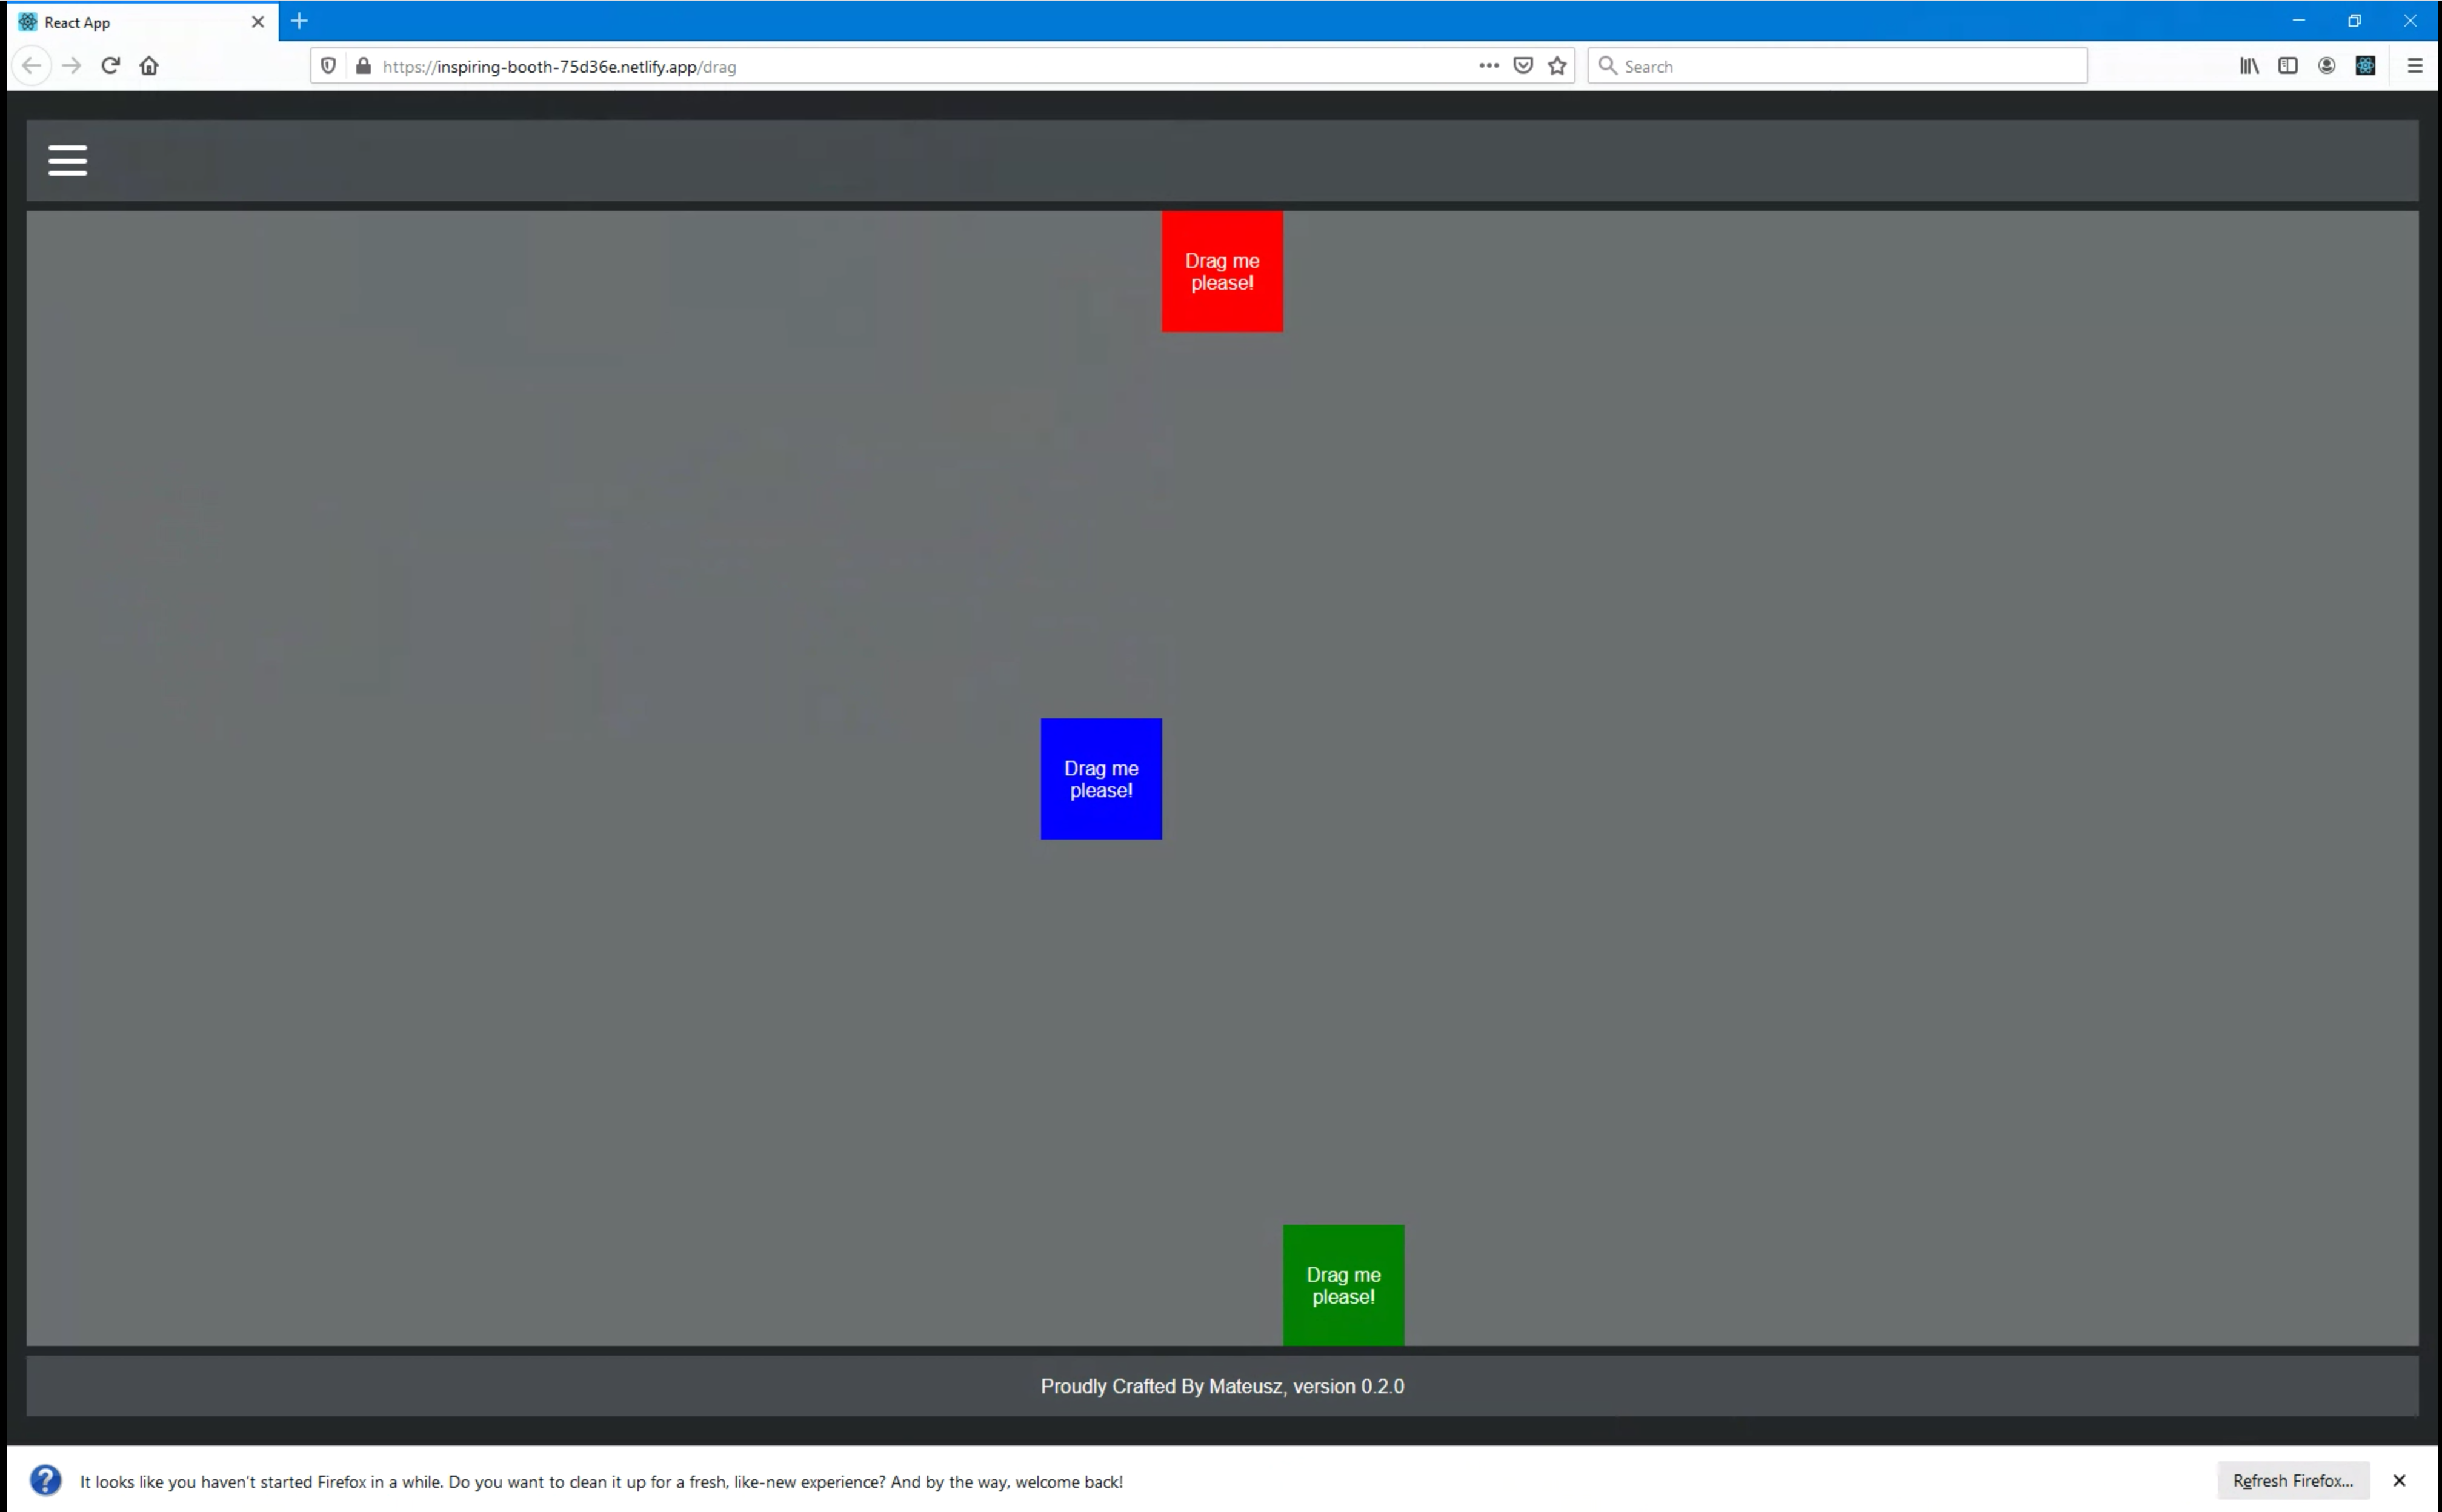 React App
https://inspiring-booth-75d36e.netlify.app/drag
Search
Drag me
please!
Drag me
please!
Drag me
please!
Proudly Crafted By Mateusz, version 0.2.0
It looks like you haven't started Firefox in a while. Do you want to clean it up for a fresh, like-new experience? And by the way, welcome back!
Refresh Firefox...